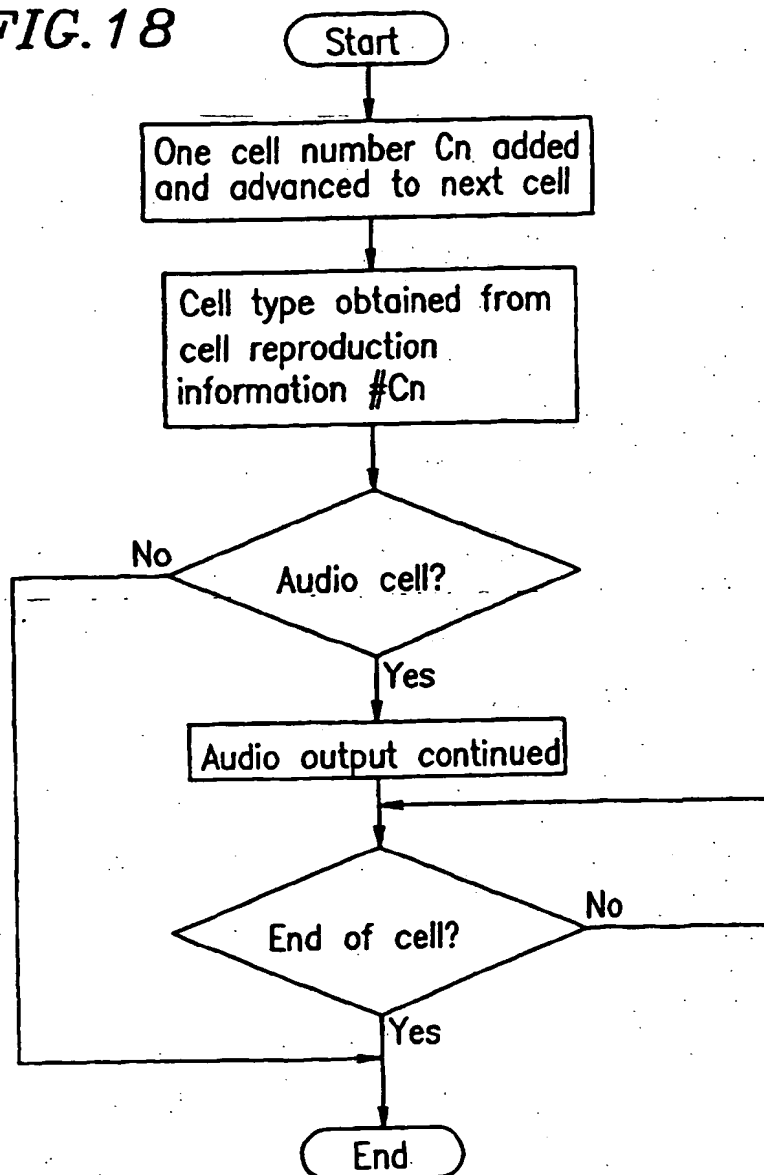 FIG.18
Start
One cell number Cn added
and advanced to next cell
Cell type obtained from
cell reproduction
information #Cn
No
Audio cell?
Yes
Audio output continued
End of cell?
No
Yes
End